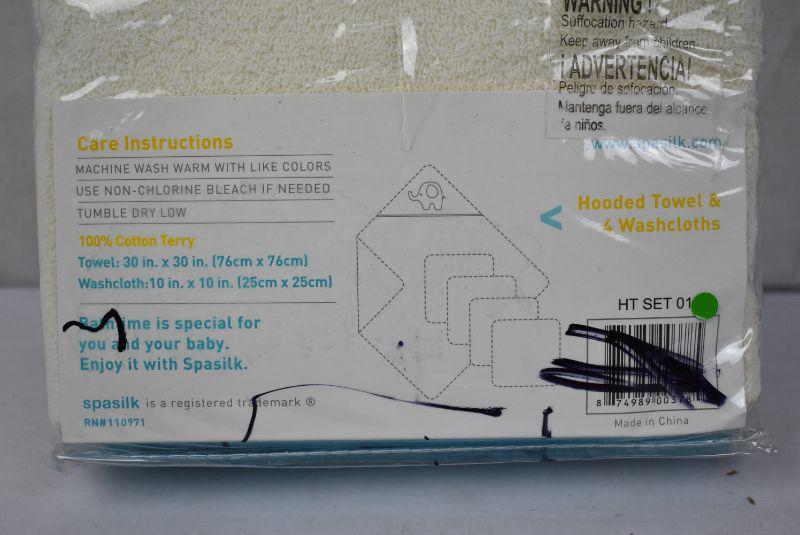 WARNING!
Suffocation hazard
Keep away from children
¡ADVERTENCIA!
Peligro de sofocación
Mantenga fuera del alcance
de niños.
www.spasilk.com
Care Instructions
MACHINE WASH WARM WITH LIKE COLORS
USE NON-CHLORINE BLEACH IF NEEDED
TUMBLE DRY LOW
100% Cotton Terry
Towel: 30 in. x 30 in. (76cm x 76cm)
Washcloth:10 in. x 10 in. (25cm x 25cm)
Bathtime is special for
you and your baby.
Enjoy it with Spasilk.
spasilk is a registered trademark ®
RN#110971
< Hooded Towel &
4 Washcloths
HT SET 01
8 74989 00378
Made in China